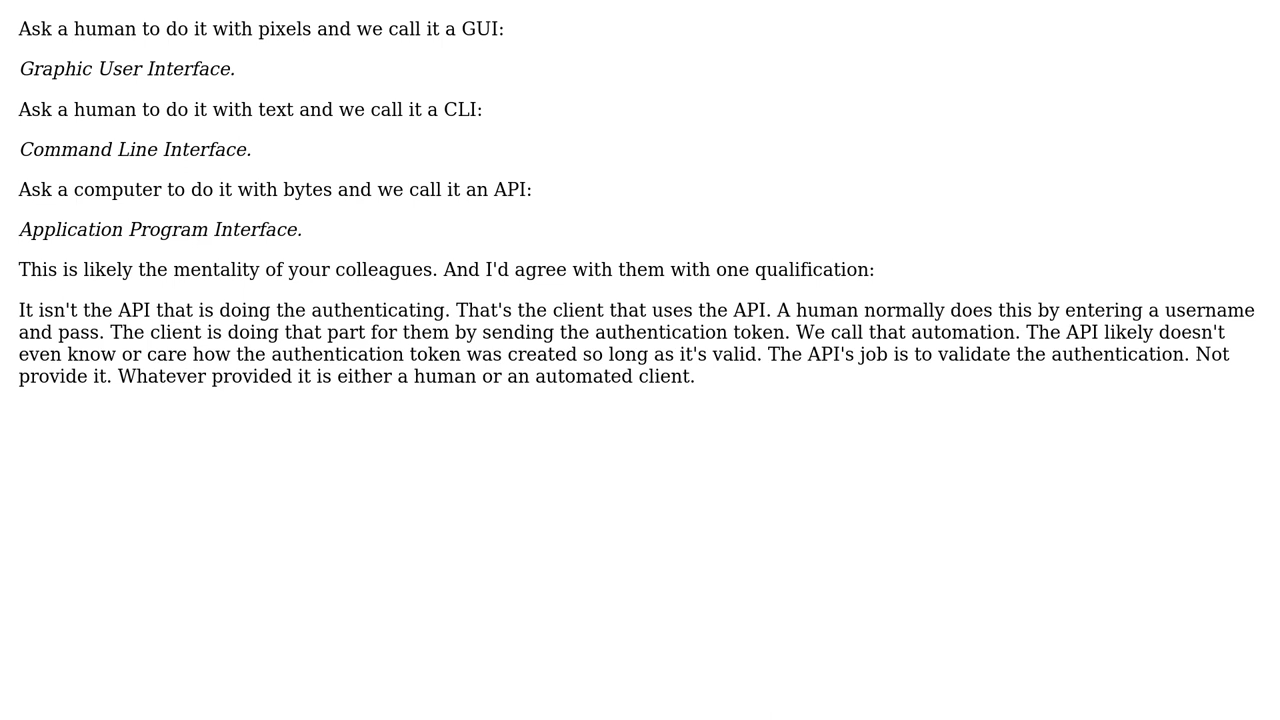 Ask a human to do it with pixels and we call it a GUI:
Graphic User Interface.
Ask a human to do it with text and we call it a CLI:
Command Line Interface.
Ask a computer to do it with bytes and we call it an API:
Application Program Interface.
This is likely the mentality of your colleagues. And I'd agree with them with one qualification:
It isn't the API that is doing the authenticating. That's the client that uses the API. A human normally does this by entering a username
and pass. The client is doing that part for them by sending the authentication token. We call that automation. The API likely doesn't
even know or care how the authentication token was created so long as it's valid. The API's job is to validate the authentication. Not
provide it. Whatever provided it is either a human or an automated client.